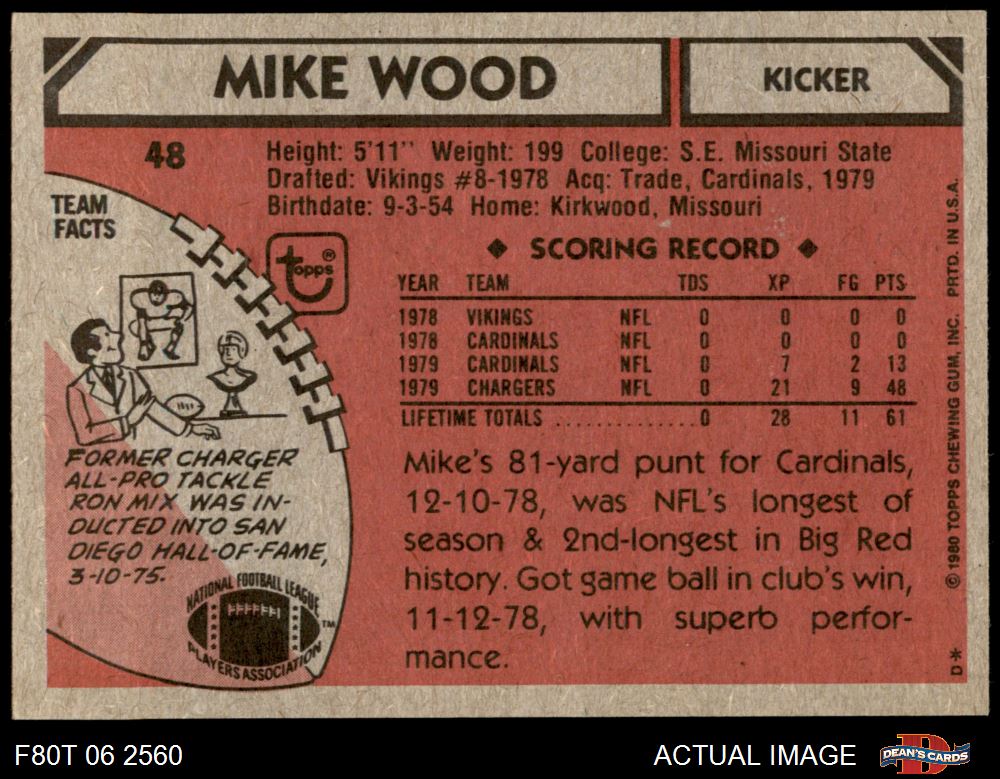 MIKE WOOD
KICKER
48
Height: 5'11" Weight: 199 College: S.E. Missouri State
Drafted: Vikings #8-1978 Acq: Trade, Cardinals, 1979
Birthdate: 9-3-54 Home: Kirkwood, Missouri
TEAM
FACTS
topps®
FORMER CHARGER
ALL-PRO TACKLE
RON MIX WAS IN-
DUCTED INTO SAN
DIEGO HALL-OF-FAME,
3-10-75.
NATIONAL FOOTBALL LEAGUE
PLAYERS ASSOCIATION
TM
◆ SCORING RECORD ◆
YEAR TEAM TDS XP FG PTS
1978 VIKINGS NFL 0 0 0 0
1978 CARDINALS NFL 0 0 0 0
1979 CARDINALS NFL 0 7 2 13
1979 CHARGERS NFL 0 21 9 48
LIFETIME TOTALS ..............0 28 11 61
Mike's 81-yard punt for Cardinals,
12-10-78, was NFL's longest of
season & 2nd-longest in Big Red
history. Got game ball in club's win,
11-12-78, with superb perfor-
mance.
© 1980 TOPPS CHEWING GUM, INC. PRTD. IN U.S.A.
D*
F80T 06 2560
ACTUAL IMAGE
DEAN'S CARDS